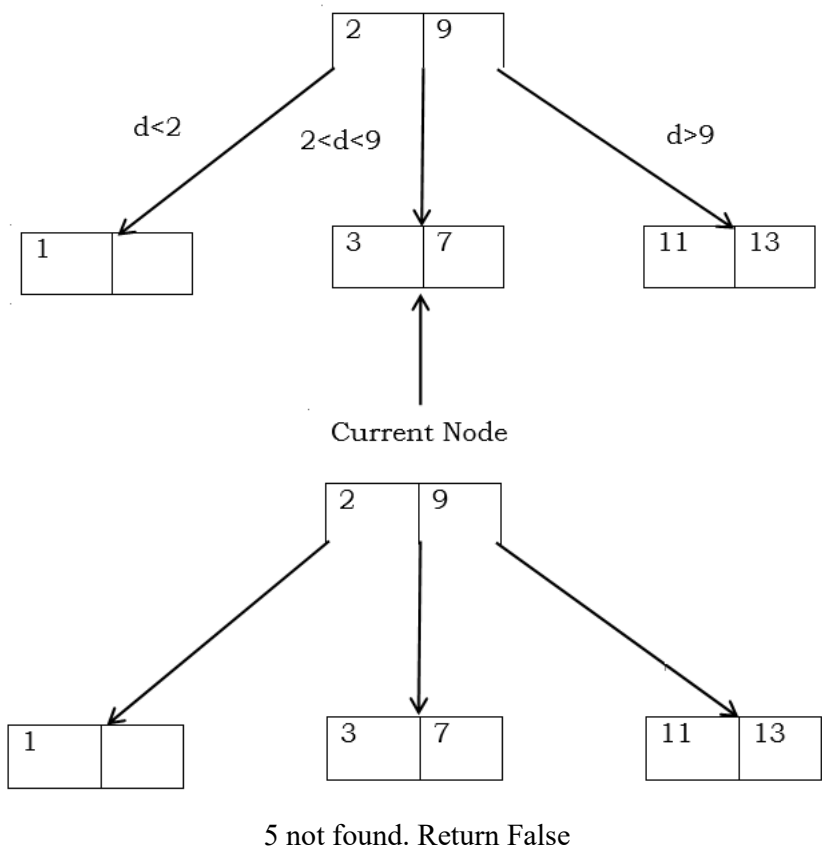 2 9
d<2
2<d<9
d>9
1
3 7
11 13
Current Node
2 9
1
3 7
11 13
5 not found. Return False